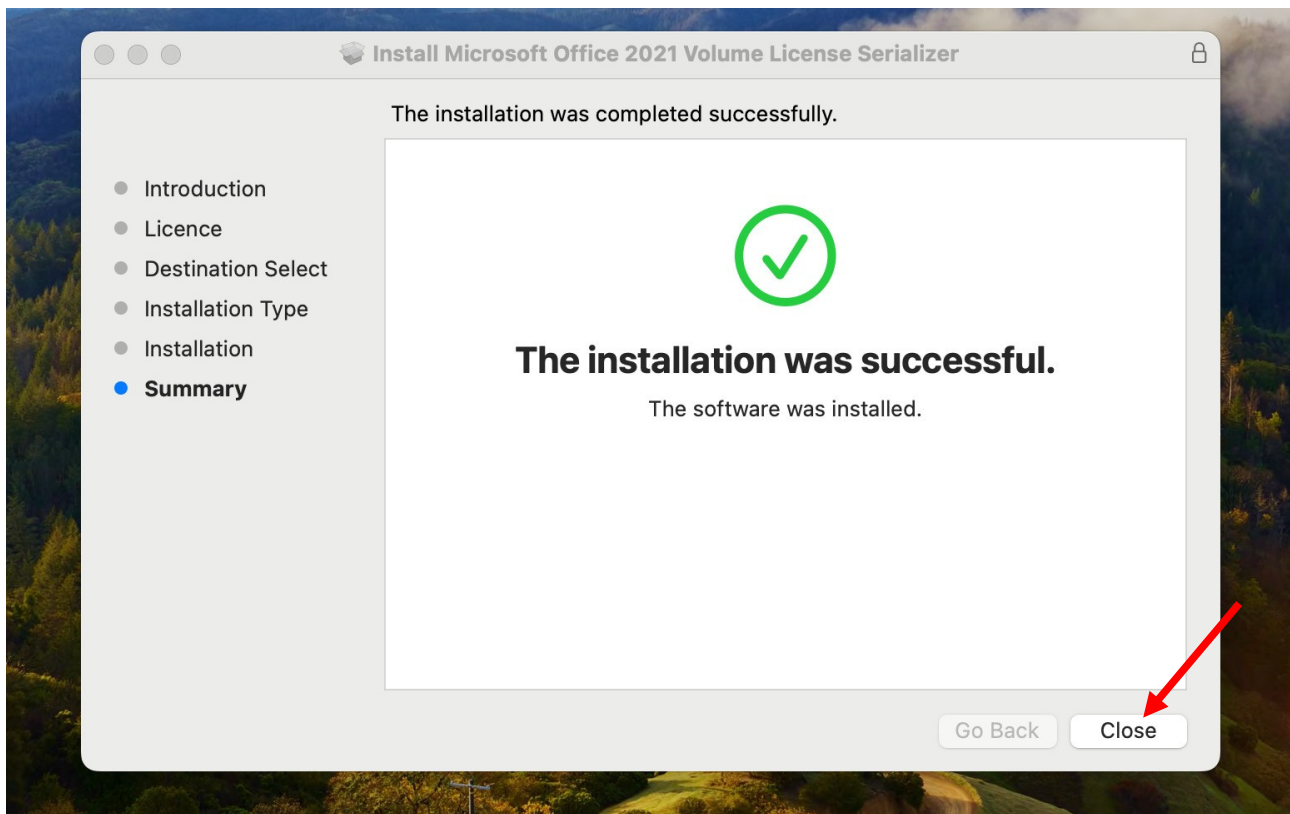 Install Microsoft Office 2021 Volume License Serializer
The installation was completed successfully.
Introduction
Licence
Destination Select
Installation Type
Installation
Summary
The installation was successful.
The software was installed.
Go Back
Close